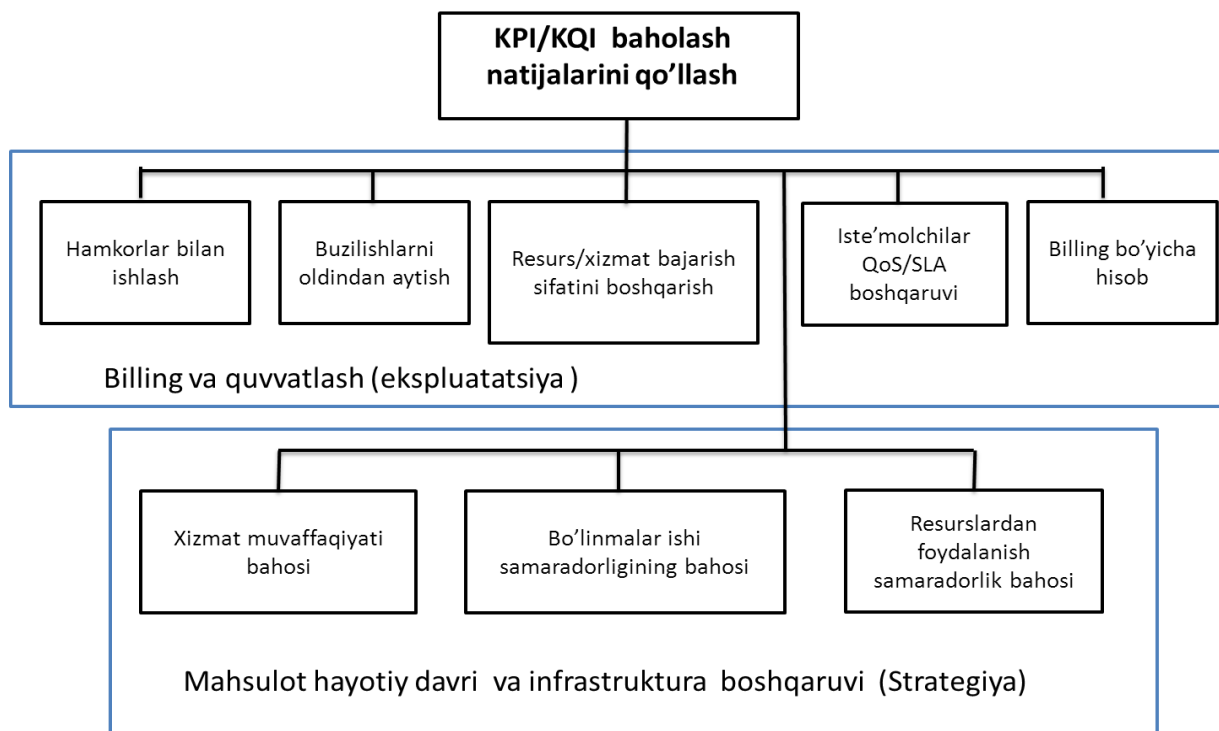 KPI/KQI baholash
natijalarini qo’llash
Hamkorlar bilan
ishlash
Buzilishlarni
oldindan aytish
Resurs/xizmat bajarish
sifatini boshqarish
Iste’molchilar
QoS/SLA
boshqaruvi
Billing bo’yicha
hisob
Billing va quvvatlash (ekspluatatsiya )
Xizmat muvaffaqiyati
bahosi
Bo’linmalar ishi
samaradorligining bahosi
Resurslardan
foydalanish
samaradorlik bahosi
Mahsulot hayotiy davri va infrastruktura boshqaruvi (Strategiya)